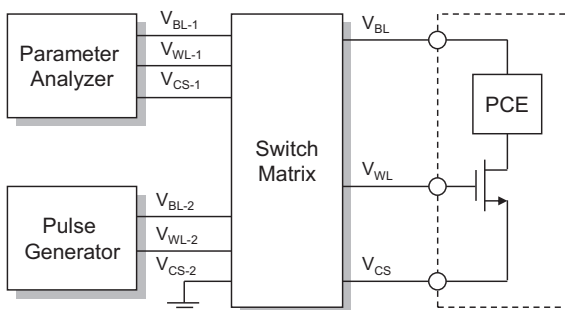 Parameter
Analyzer
V_BL-1
V_WL-1
V_CS-1
Pulse
Generator
V_BL-2
V_WL-2
V_CS-2
Switch
Matrix
V_BL
V_WL
V_CS
PCE